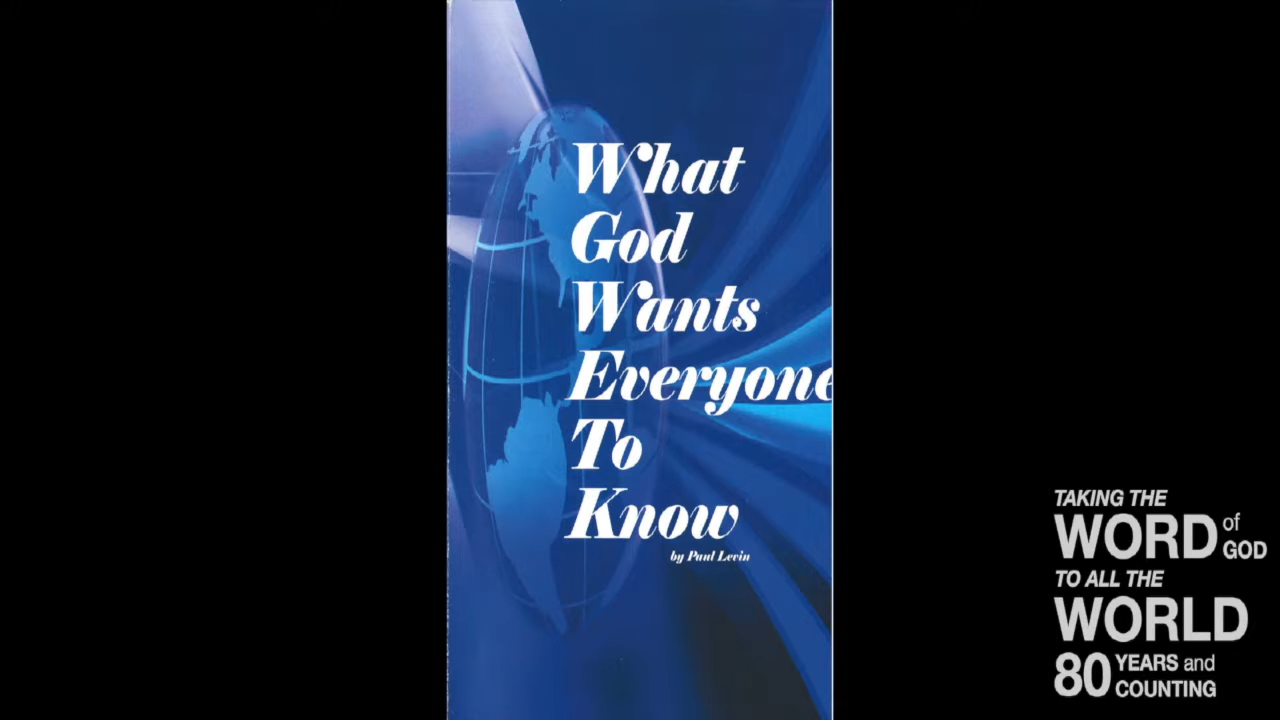 What
God
Wants
Everyone
To
Know
by Paul Levin
TAKING THE
WORD of GOD
TO ALL THE
WORLD
80 YEARS and COUNTING